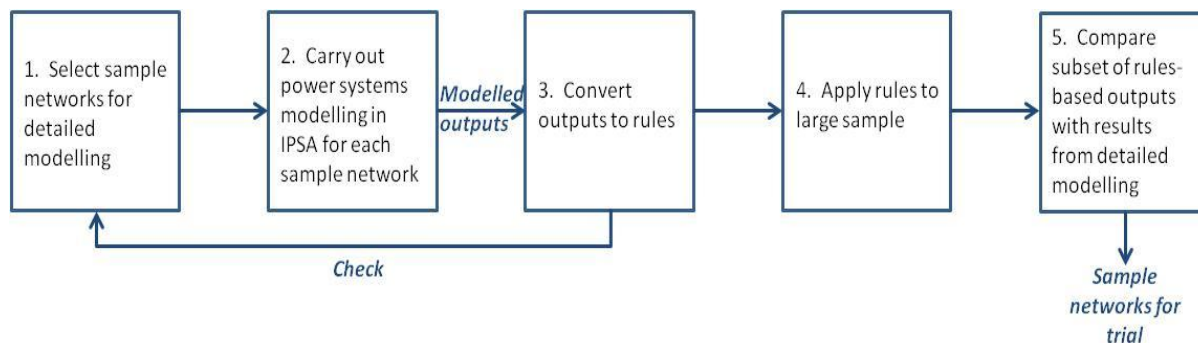 1. Select sample
networks for
detailed
modelling
2. Carry out
power systems
modelling in
IPSA for each
sample network
Modelled
outputs
3. Convert
outputs to rules
4. Apply rules to
large sample
5. Compare
subset of rules-
based outputs
with results
from detailed
modelling
Check
Sample
networks for
trial